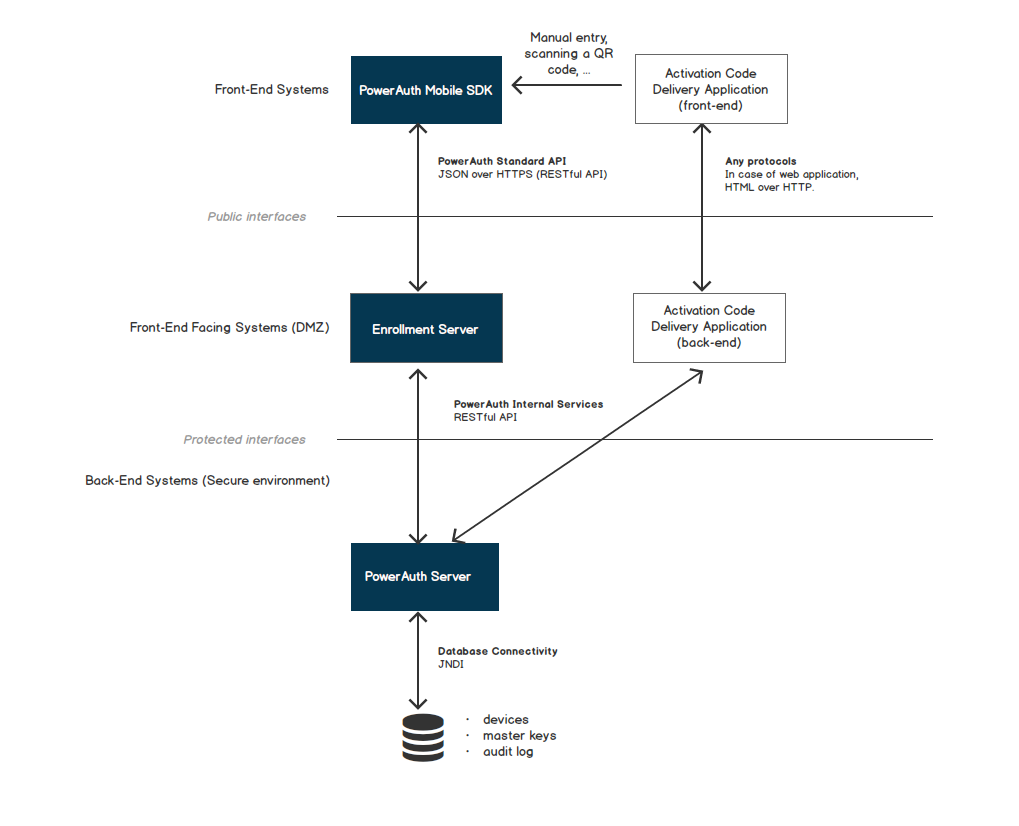 Manual entry,
scanning a QR
code, ...
Front-End Systems
PowerAuth Mobile SDK
Activation Code
Delivery Application
(front-end)
PowerAuth Standard API
JSON over HTTPS (RESTful API)
Any protocols
In case of web application,
HTML over HTTP.
Public interfaces
Front-End Facing Systems (DMZ)
Enrollment Server
Activation Code
Delivery Application
(back-end)
PowerAuth Internal Services
RESTful API
Protected interfaces
Back-End Systems (Secure environment)
PowerAuth Server
Database Connectivity
JNDI
· devices
· master keys
· audit log